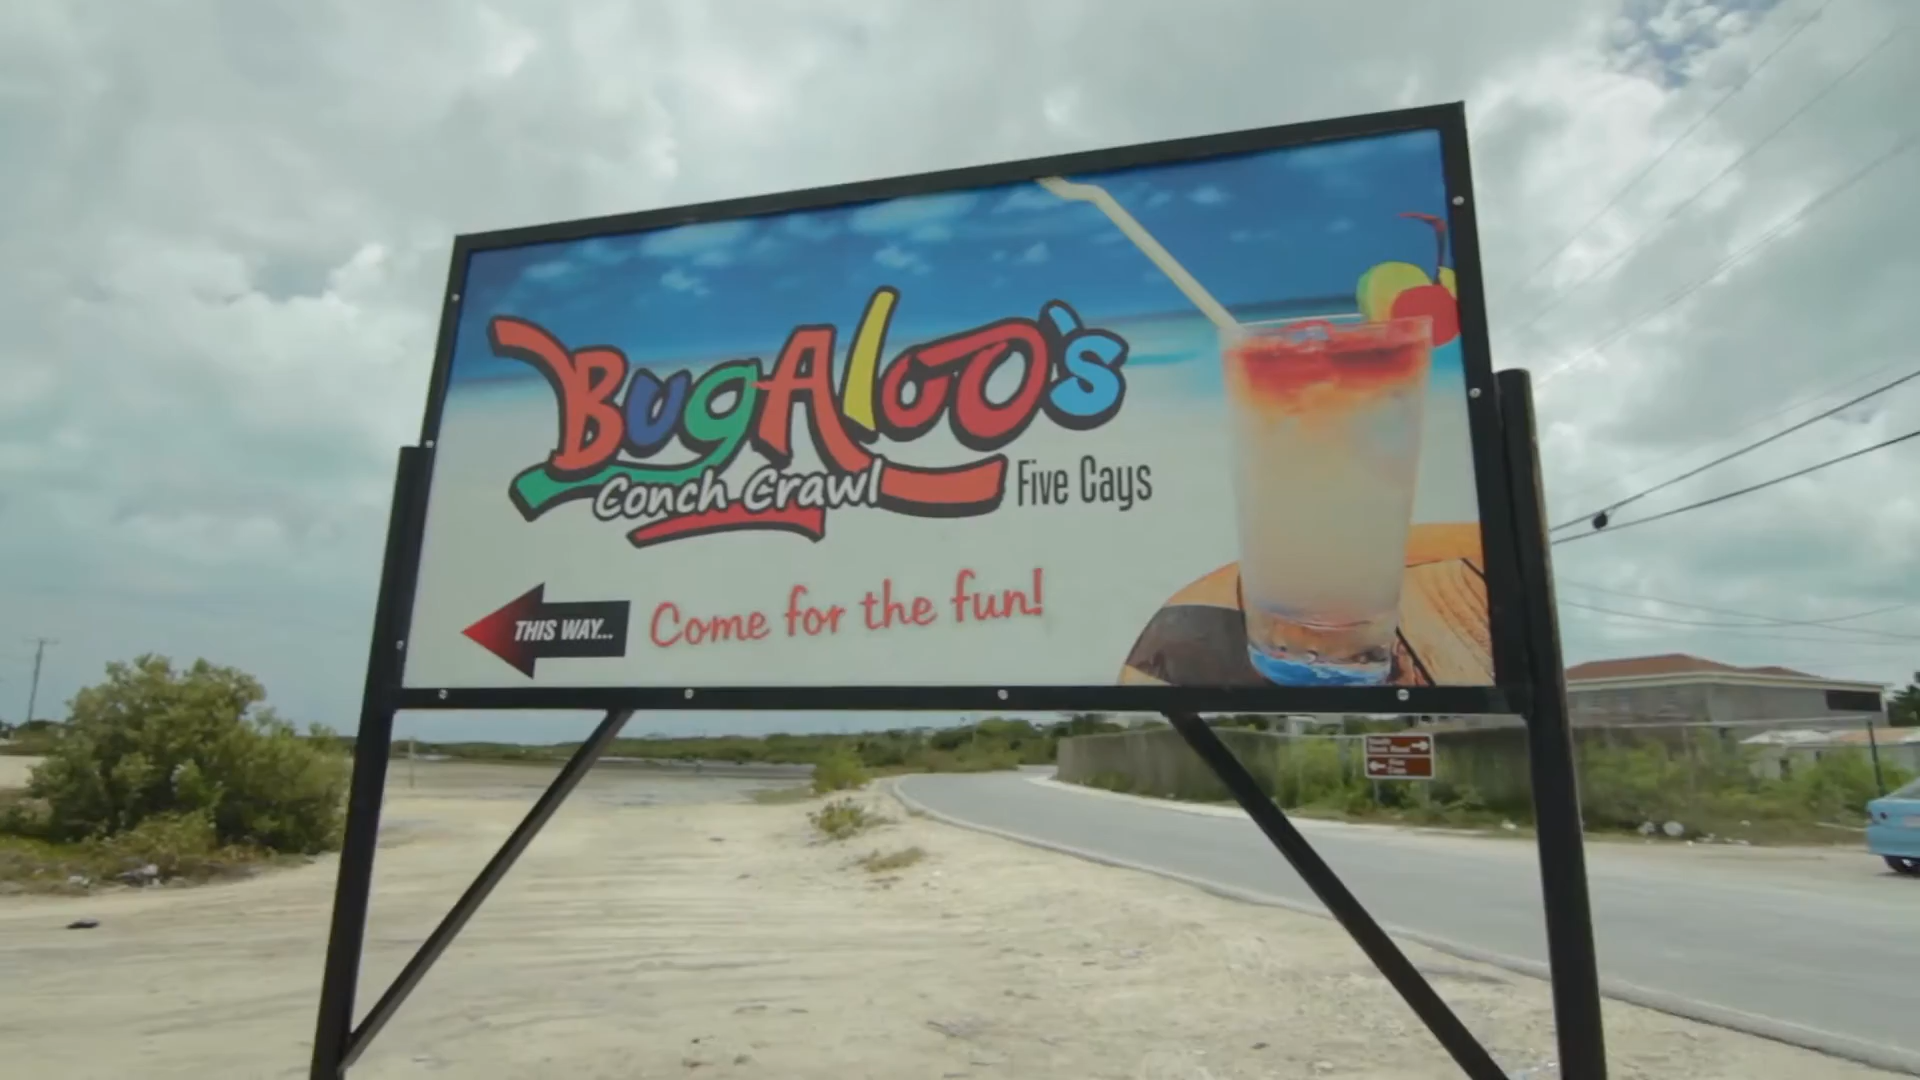 BugAloo's
Conch Crawl
Five Cays
THIS WAY...
Come for the fun!